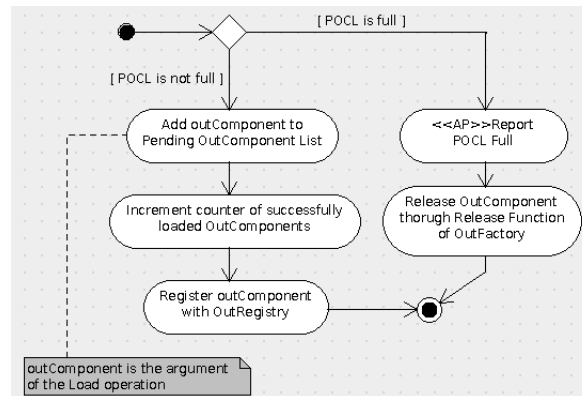 [ POCL is full ]
[ POCL is not full ]
Add outComponent to
Pending OutComponent List
<<AP>>Report
POCL Full
Increment counter of successfully
loaded OutComponents
Release OutComponent
thorugh Release Function
of OutFactory
Register outComponent
with OutRegistry
outComponent is the argument
of the Load operation